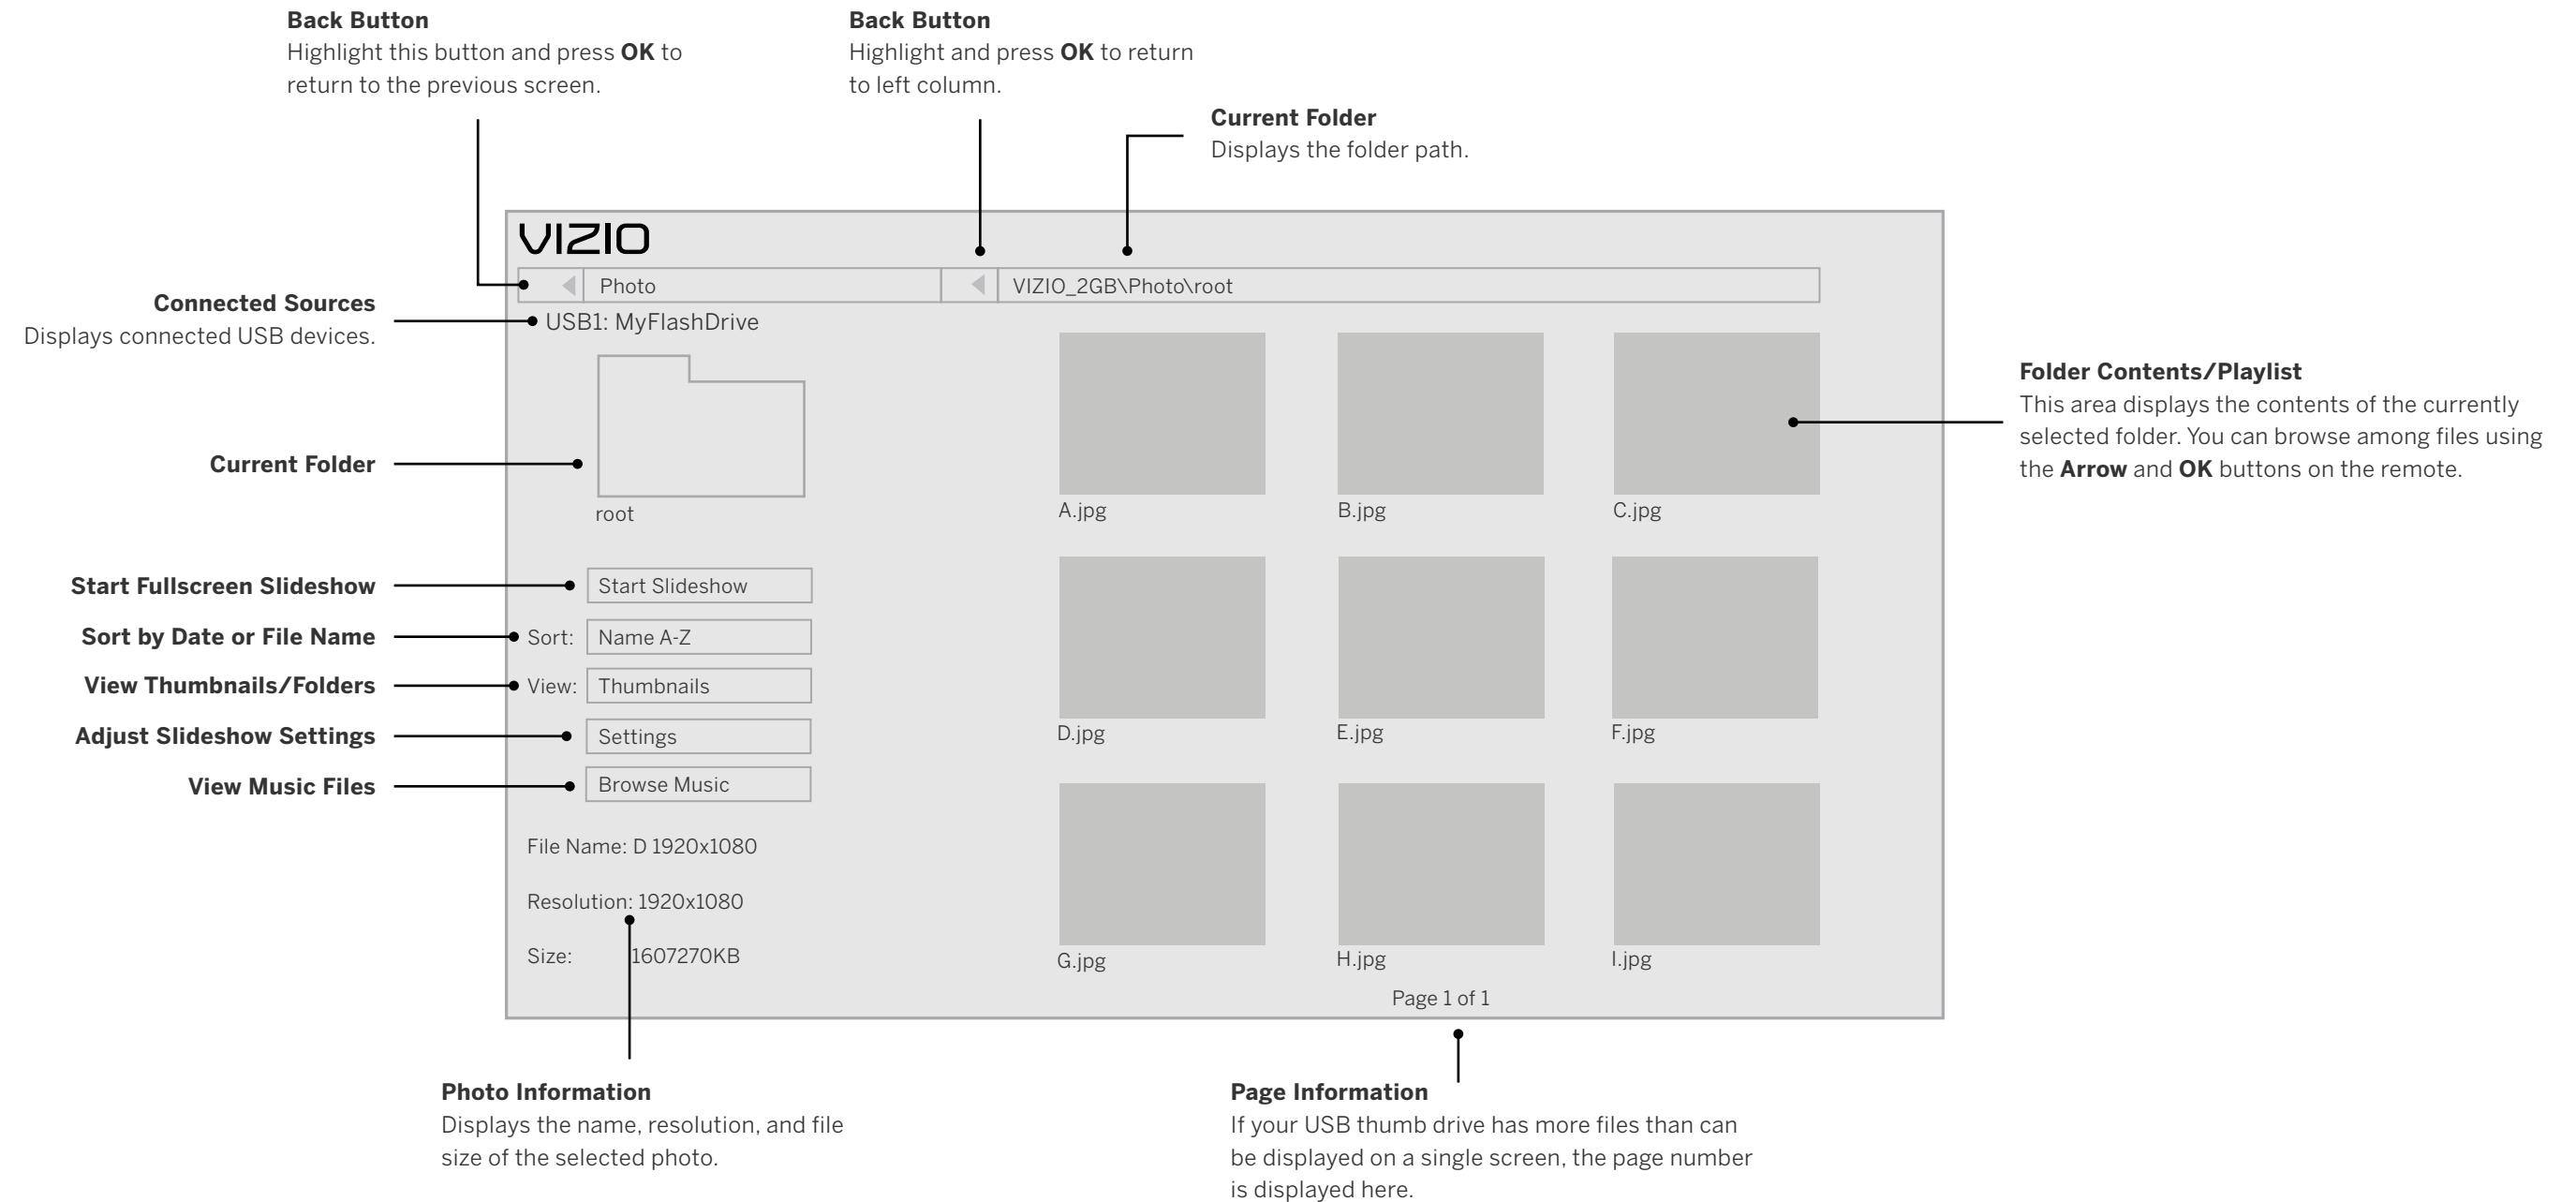 Back Button
Highlight this button and press OK to
return to the previous screen.
Back Button
Highlight and press OK to return
to left column.
Current Folder
Displays the folder path.
VIZIO
Photo
VIZIO_2GB\Photo\root
Connected Sources
Displays connected USB devices.
USB1: MyFlashDrive
Folder Contents/Playlist
This area displays the contents of the currently
selected folder. You can browse among files using
the Arrow and OK buttons on the remote.
Current Folder
root
A.jpg
B.jpg
C.jpg
Start Fullscreen Slideshow
Start Slideshow
Sort by Date or File Name
Sort: Name A-Z
View Thumbnails/Folders
View: Thumbnails
Adjust Slideshow Settings
Settings
View Music Files
Browse Music
D.jpg
E.jpg
F.jpg
File Name: D 1920x1080
Resolution: 1920x1080
Size: 1607270KB
G.jpg
H.jpg
I.jpg
Page 1 of 1
Photo Information
Displays the name, resolution, and file
size of the selected photo.
Page Information
If your USB thumb drive has more files than can
be displayed on a single screen, the page number
is displayed here.